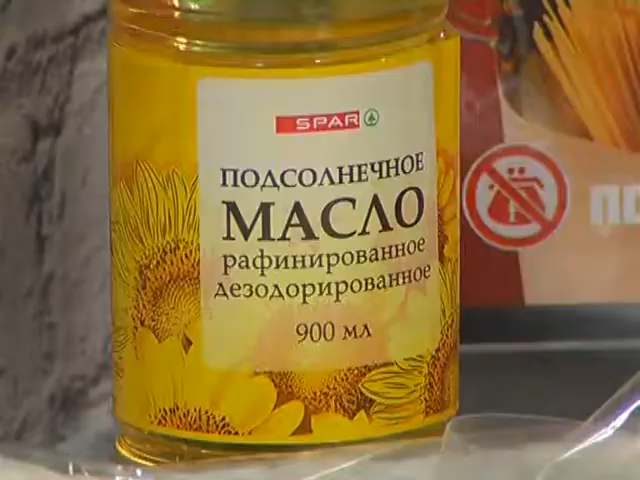 SPAR
ПОДСОЛНЕЧНОЕ
МАСЛО
рафинированное
дезодорированное
900 мл